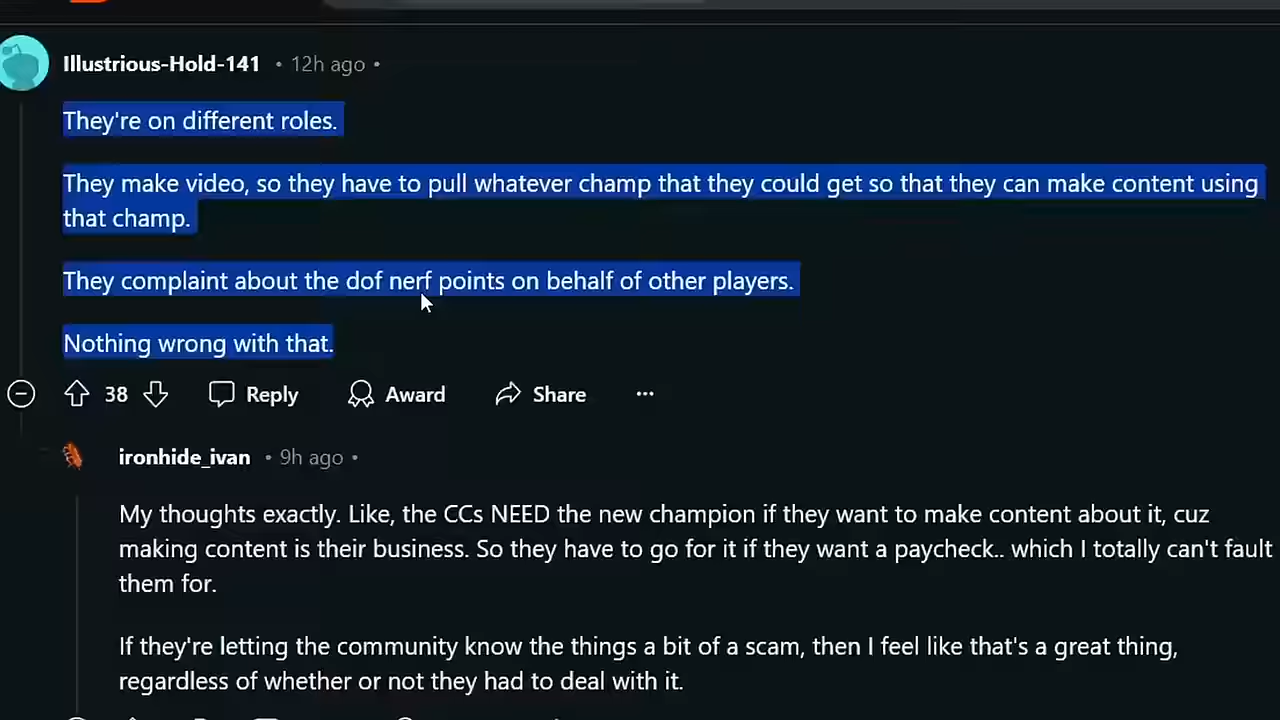 Illustrious-Hold-141 • 12h ago •
They're on different roles.
They make video, so they have to pull whatever champ that they could get so that they can make content using
that champ.
They complaint about the dof nerf points on behalf of other players.
Nothing wrong with that.
38 Reply Award Share ...
ironhide_ivan • 9h ago •
My thoughts exactly. Like, the CCs NEED the new champion if they want to make content about it, cuz
making content is their business. So they have to go for it if they want a paycheck.. which I totally can't fault
them for.
If they're letting the community know the things a bit of a scam, then I feel like that's a great thing,
regardless of whether or not they had to deal with it.